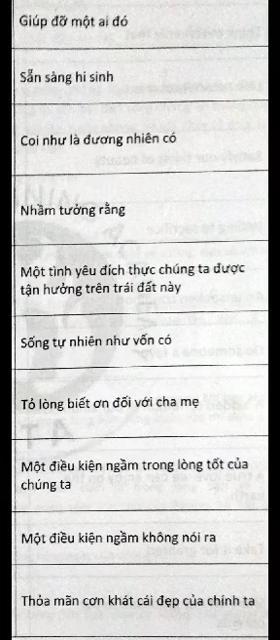 Giúp đỡ một ai đó
Sẵn sàng hi sinh
Coi như là đương nhiên có
Nhầm tưởng rằng
Một tình yêu đích thực chúng ta được
tận hưởng trên trái đất này
Sống tự nhiên như vốn có
Tỏ lòng biết ơn đối với cha mẹ
Một điều kiện ngầm trong lòng tốt của
chúng ta
Một điều kiện ngầm không nói ra
Thỏa mãn cơn khát cái đẹp của chính ta